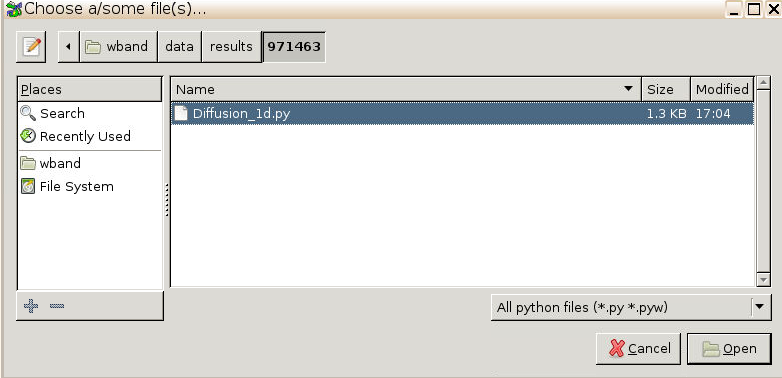 Choose a/some file(s)...
wband data results 971463
Places
Search
Recently Used
wband
File System
Name Size Modified
Diffusion_1d.py 1.3 KB 17:04
All python files (*.py *.pyw)
Cancel Open